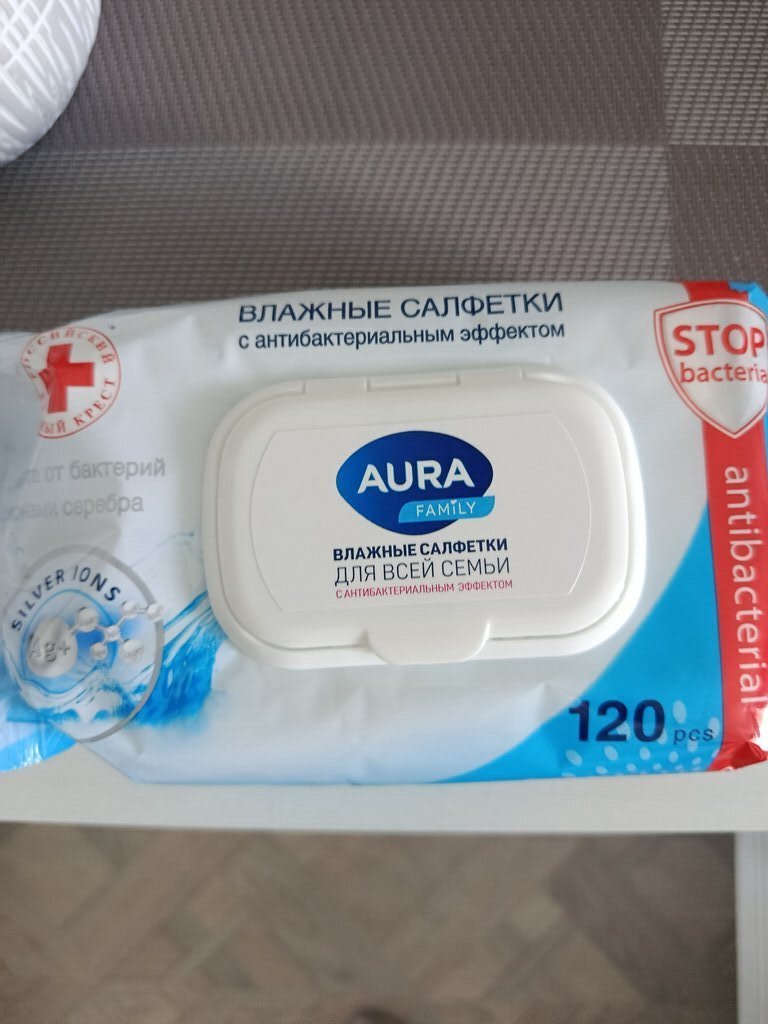 ВЛАЖНЫЕ САЛФЕТКИ
с антибактериальным эффектом
STOP
bacteria
КРЕСТ
от бактерий
серебра
SILVER IONS
Ag+
AURA
FAMiLY
ВЛАЖНЫЕ САЛФЕТКИ
ДЛЯ ВСЕЙ СЕМЬИ
С АНТИБАКТЕРИАЛЬНЫМ ЭФФЕКТОМ
antibacterial
120 pcs